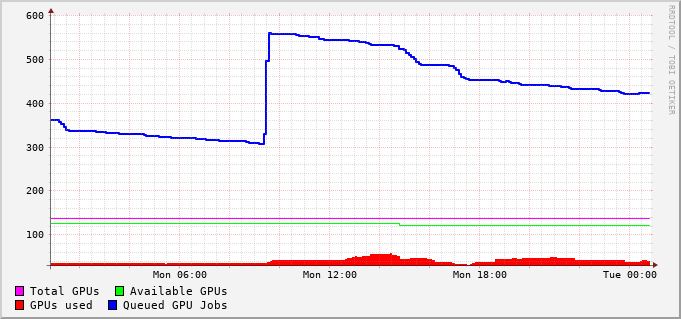 600
500
400
300
200
100
Mon 06:00 Mon 12:00 Mon 18:00 Tue 00:00
Total GPUs Available GPUs
GPUs used Queued GPU Jobs
RRDTOOL / TOBI OETIKER